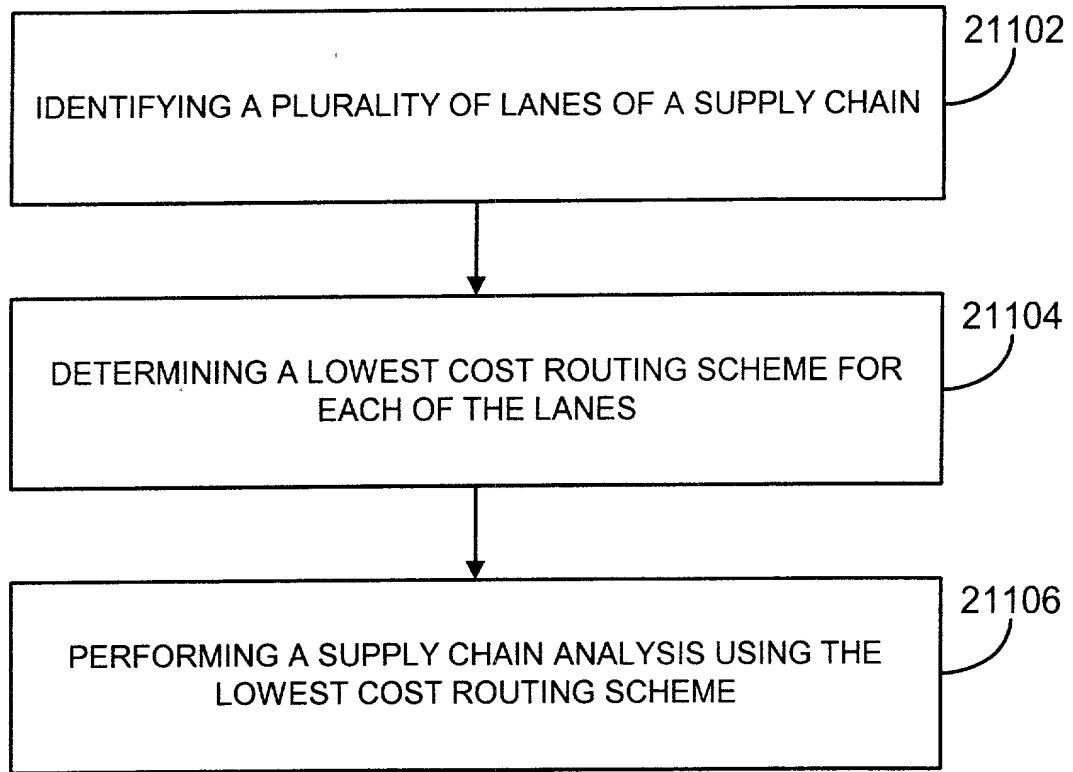 21102
IDENTIFYING A PLURALITY OF LANES OF A SUPPLY CHAIN
21104
DETERMINING A LOWEST COST ROUTING SCHEME FOR
EACH OF THE LANES
21106
PERFORMING A SUPPLY CHAIN ANALYSIS USING THE
LOWEST COST ROUTING SCHEME